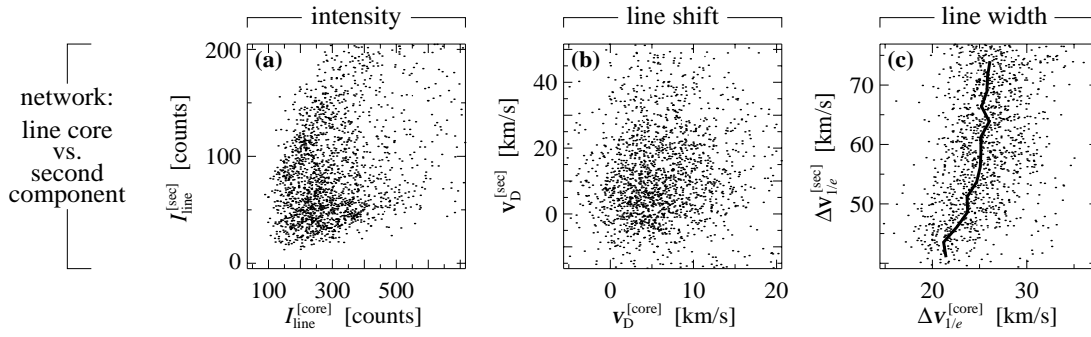 intensity
line shift
line width
network:
line core
vs.
second
component
(a)
200
100
0
I_line^[sec] [counts]
100 300 500
I_line^[core] [counts]
(b)
40
20
0
v_D^[sec] [km/s]
0 10 20
v_D^[core] [km/s]
(c)
70
60
50
Δv_1/e^[sec] [km/s]
20 30
Δv_1/e^[core] [km/s]